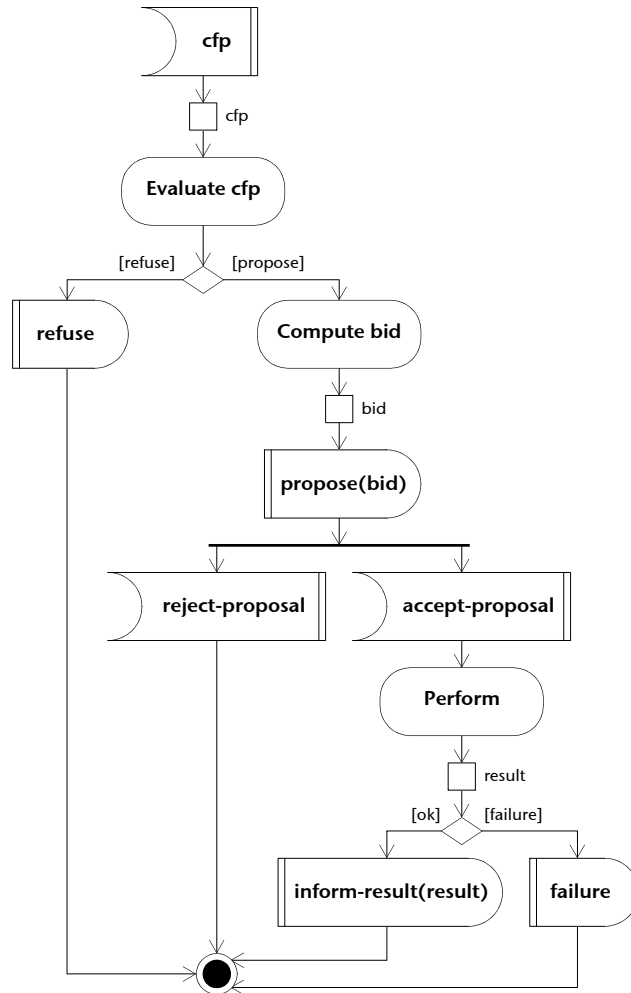 cfp
cfp
Evaluate cfp
[refuse] [propose]
refuse
Compute bid
bid
propose(bid)
reject-proposal
accept-proposal
Perform
result
[ok] [failure]
inform-result(result)
failure